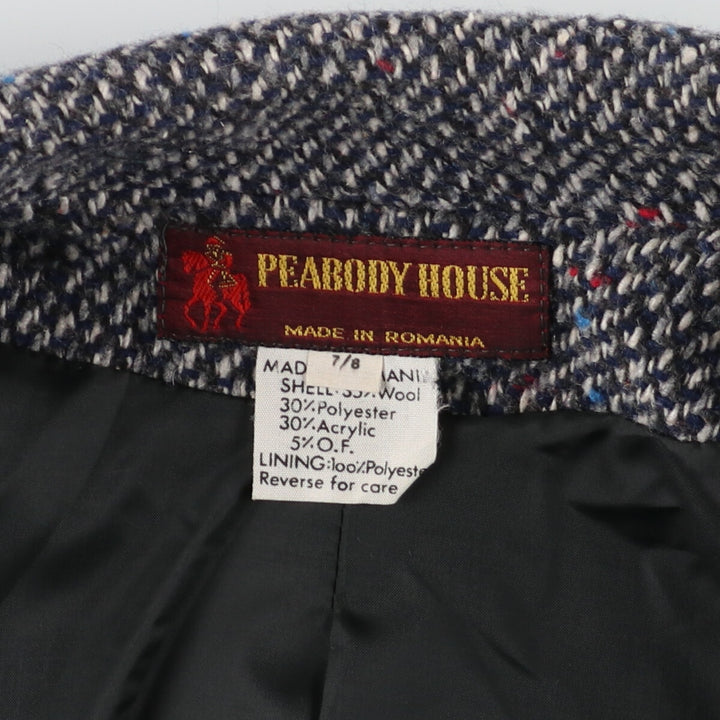 PEABODY HOUSE
MADE IN ROMANIA
7/8
MAD ANIA
SHELL:35% Wool
30%Polyester
30%Acrylic
5%O.F.
LINING:100%Polyeste
Reverse for care